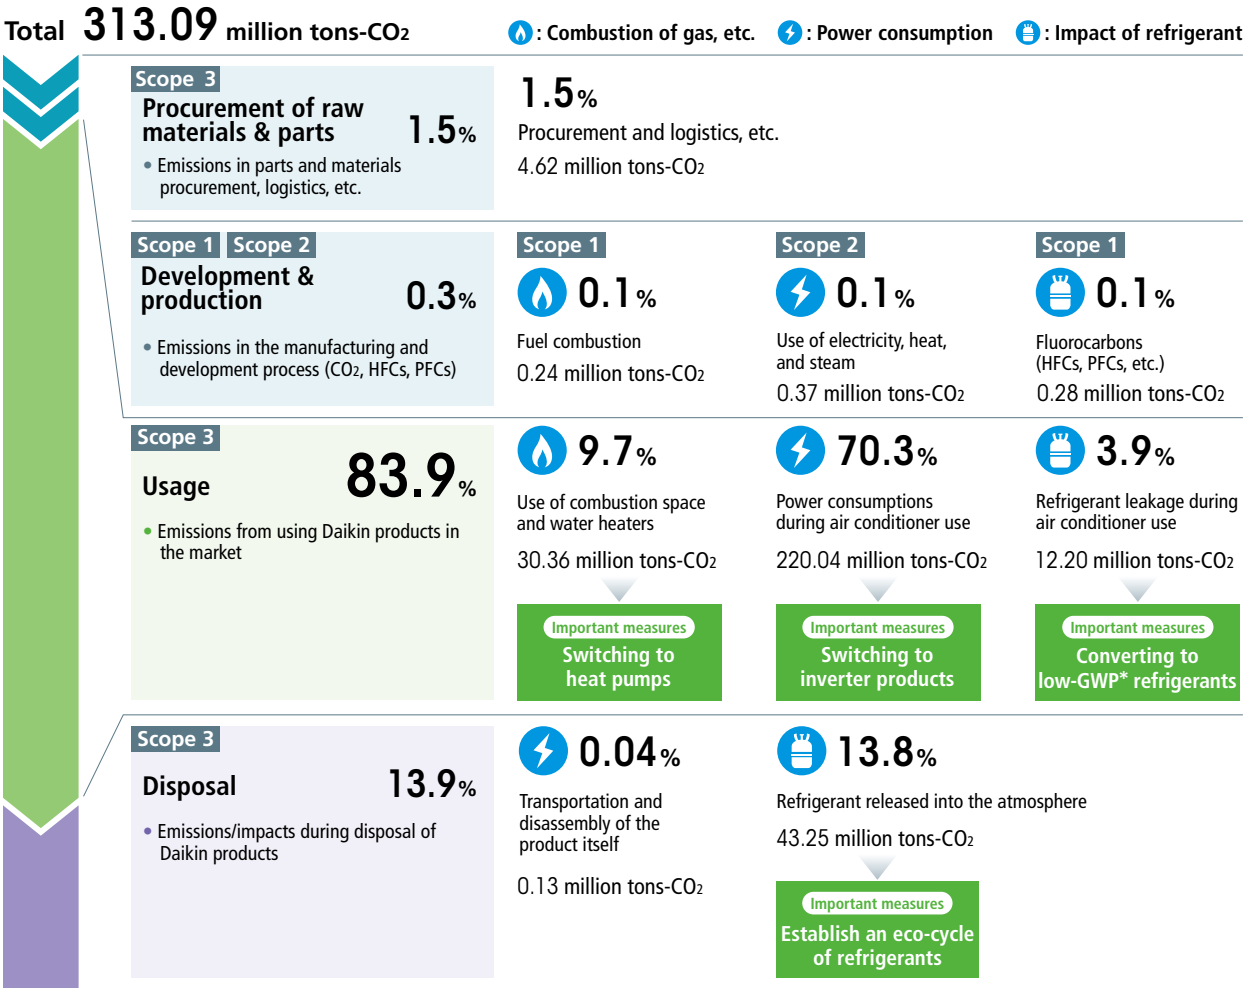 Total 313.09 million tons-CO2
: Combustion of gas, etc.
: Power consumption
: Impact of refrigerant
Scope 3
Procurement of raw
materials & parts
1.5%
• Emissions in parts and materials
procurement, logistics, etc.
1.5%
Procurement and logistics, etc.
4.62 million tons-CO2
Scope 1
Scope 2
Development &
production
0.3%
• Emissions in the manufacturing and
development process (CO2, HFCs, PFCs)
Scope 1
0.1%
Fuel combustion
0.24 million tons-CO2
Scope 2
0.1%
Use of electricity, heat,
and steam
0.37 million tons-CO2
Scope 1
0.1%
Fluorocarbons
(HFCs, PFCs, etc.)
0.28 million tons-CO2
Scope 3
Usage
83.9%
• Emissions from using Daikin products in
the market
9.7%
Use of combustion space
and water heaters
30.36 million tons-CO2
Important measures
Switching to
heat pumps
70.3%
Power consumptions
during air conditioner use
220.04 million tons-CO2
Important measures
Switching to
inverter products
3.9%
Refrigerant leakage during
air conditioner use
12.20 million tons-CO2
Important measures
Converting to
low-GWP* refrigerants
Scope 3
Disposal
13.9%
• Emissions/impacts during disposal of
Daikin products
0.04%
Transportation and
disassembly of the
product itself
0.13 million tons-CO2
13.8%
Refrigerant released into the atmosphere
43.25 million tons-CO2
Important measures
Establish an eco-cycle
of refrigerants